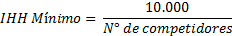 IHH Mínimo = 10.000 / N° de competidores